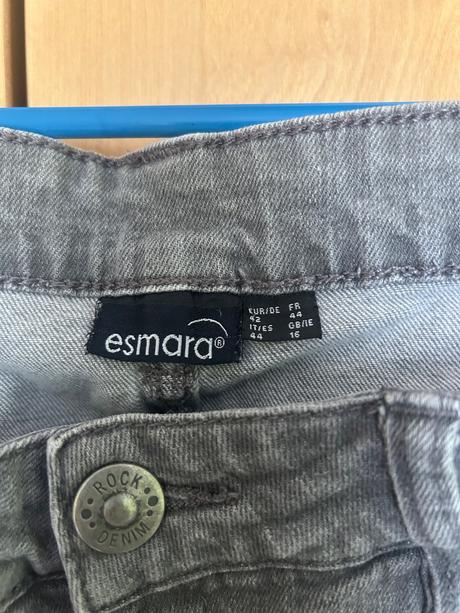 esmara®
EUR/DE FR
42 44
IT/ES GB/IE
44 16
ROCK
DENIM